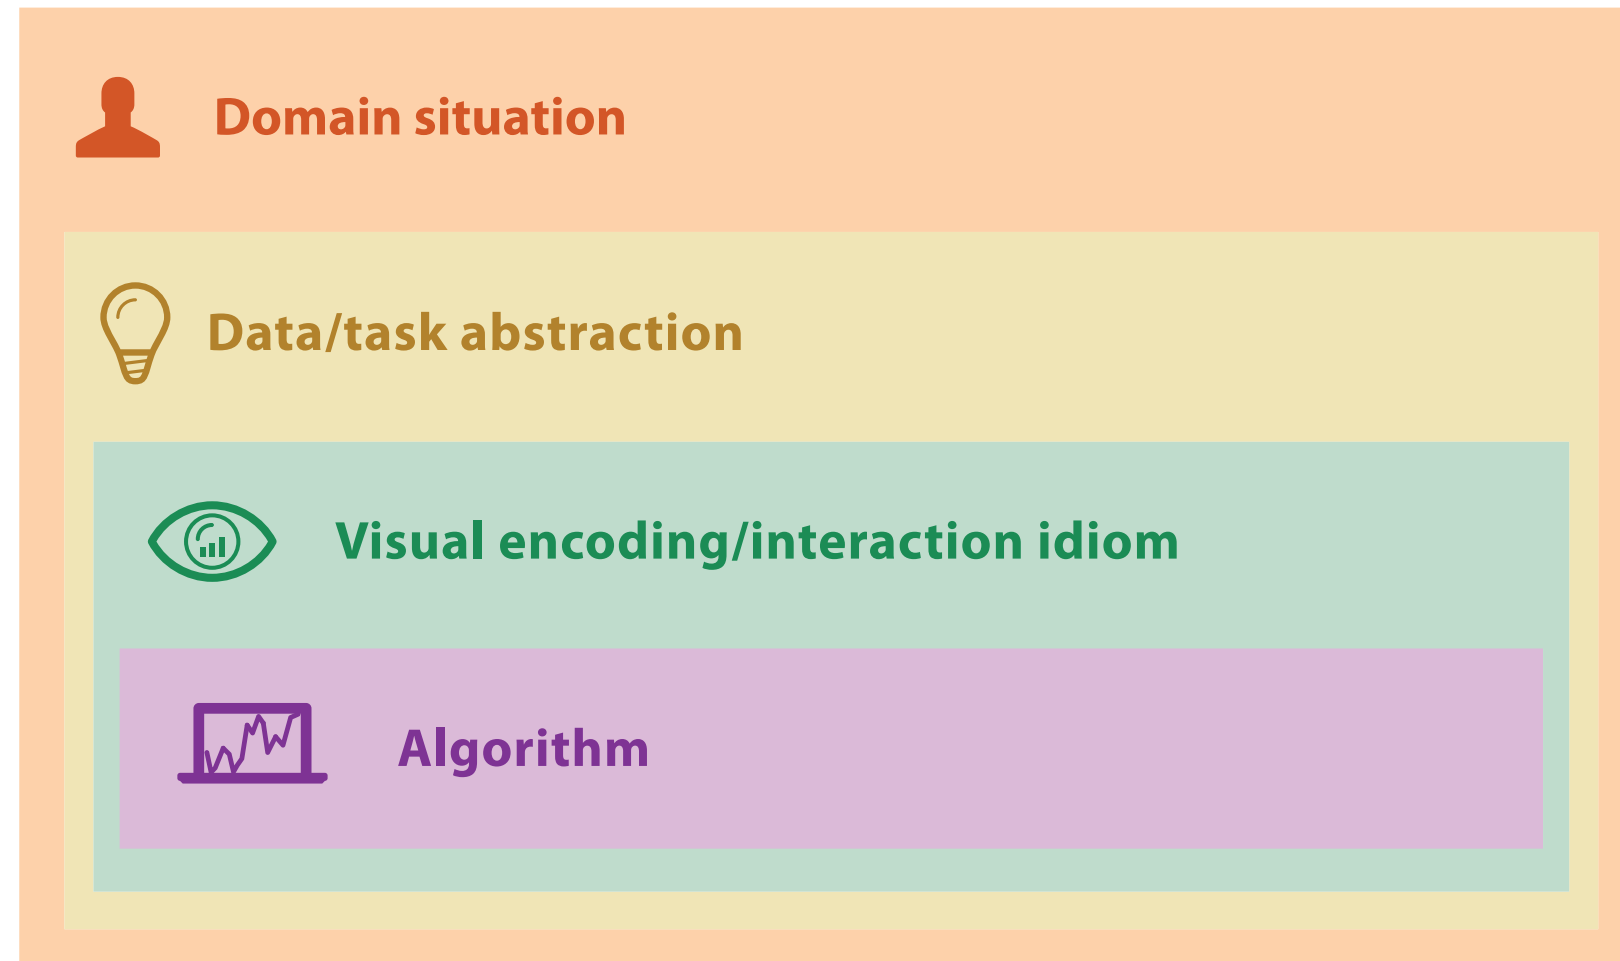 Domain situation
Data/task abstraction
Visual encoding/interaction idiom
Algorithm